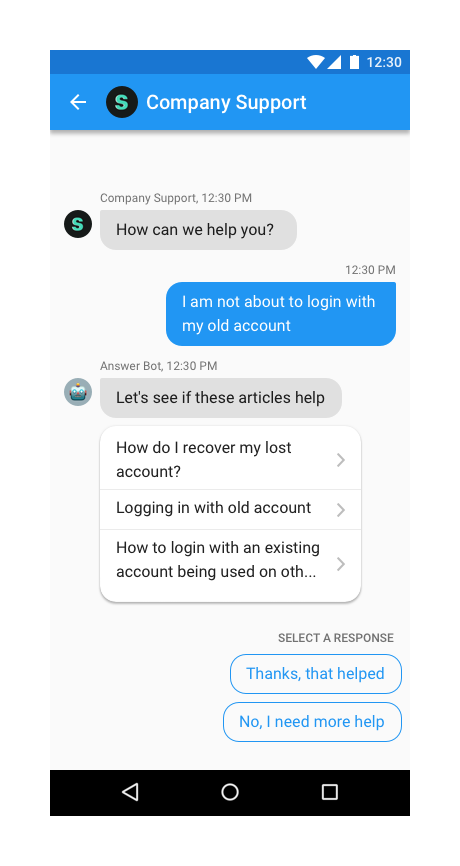 12:30
S Company Support
Company Support, 12:30 PM
S
How can we help you?
12:30 PM
I am not about to login with
my old account
Answer Bot, 12:30 PM
Let's see if these articles help
How do I recover my lost
account?
Logging in with old account
How to login with an existing
account being used on oth...
SELECT A RESPONSE
Thanks, that helped
No, I need more help